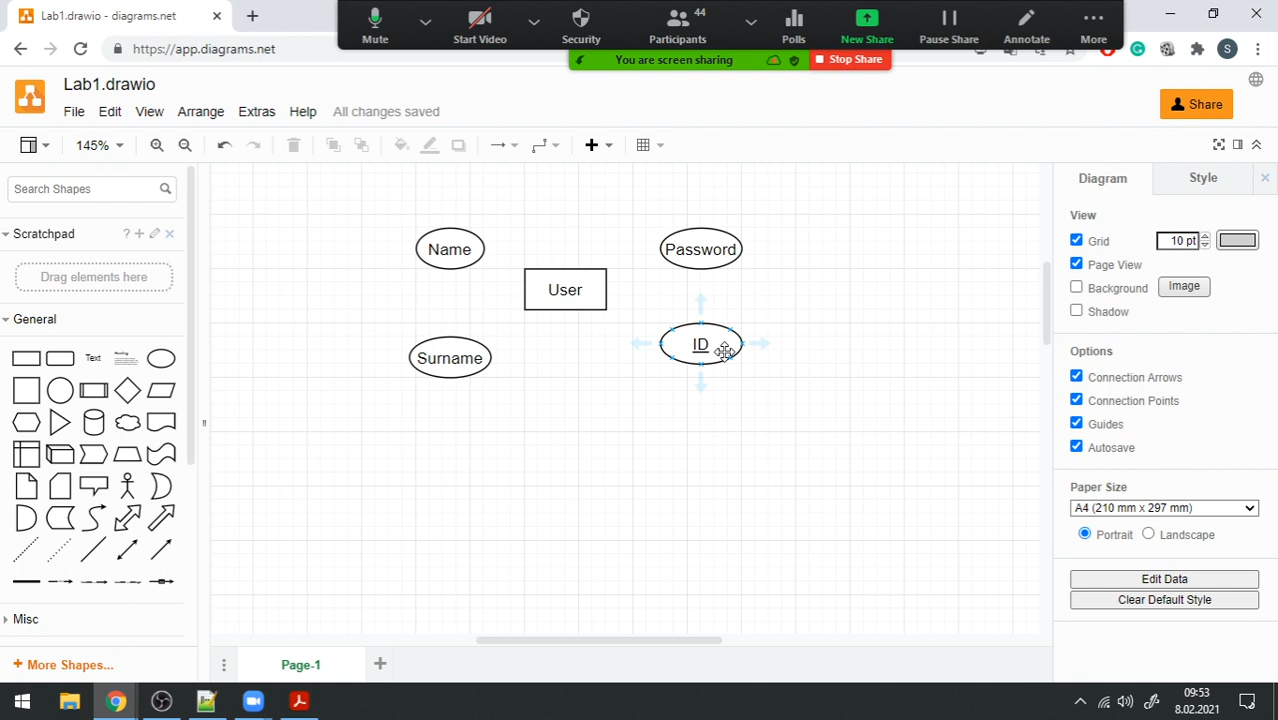 Lab1.drawio - diagrams.net
44
Mute
Start Video
Security
Participants
Polls
New Share
Pause Share
Annotate
More
https://app.diagrams.net
S
You are screen sharing
Stop Share
Lab1.drawio
File Edit View Arrange Extras Help All changes saved
Share
145%
Search Shapes
Scratchpad
?
Drag elements here
General
Text
Misc
+ More Shapes...
Name
Password
User
ID
Surname
Diagram
Style
View
Grid
10 pt
Page View
Background
Image
Shadow
Options
Connection Arrows
Connection Points
Guides
Autosave
Paper Size
A4 (210 mm x 297 mm)
Portrait
Landscape
Edit Data
Clear Default Style
Page-1
09:53
8.02.2021